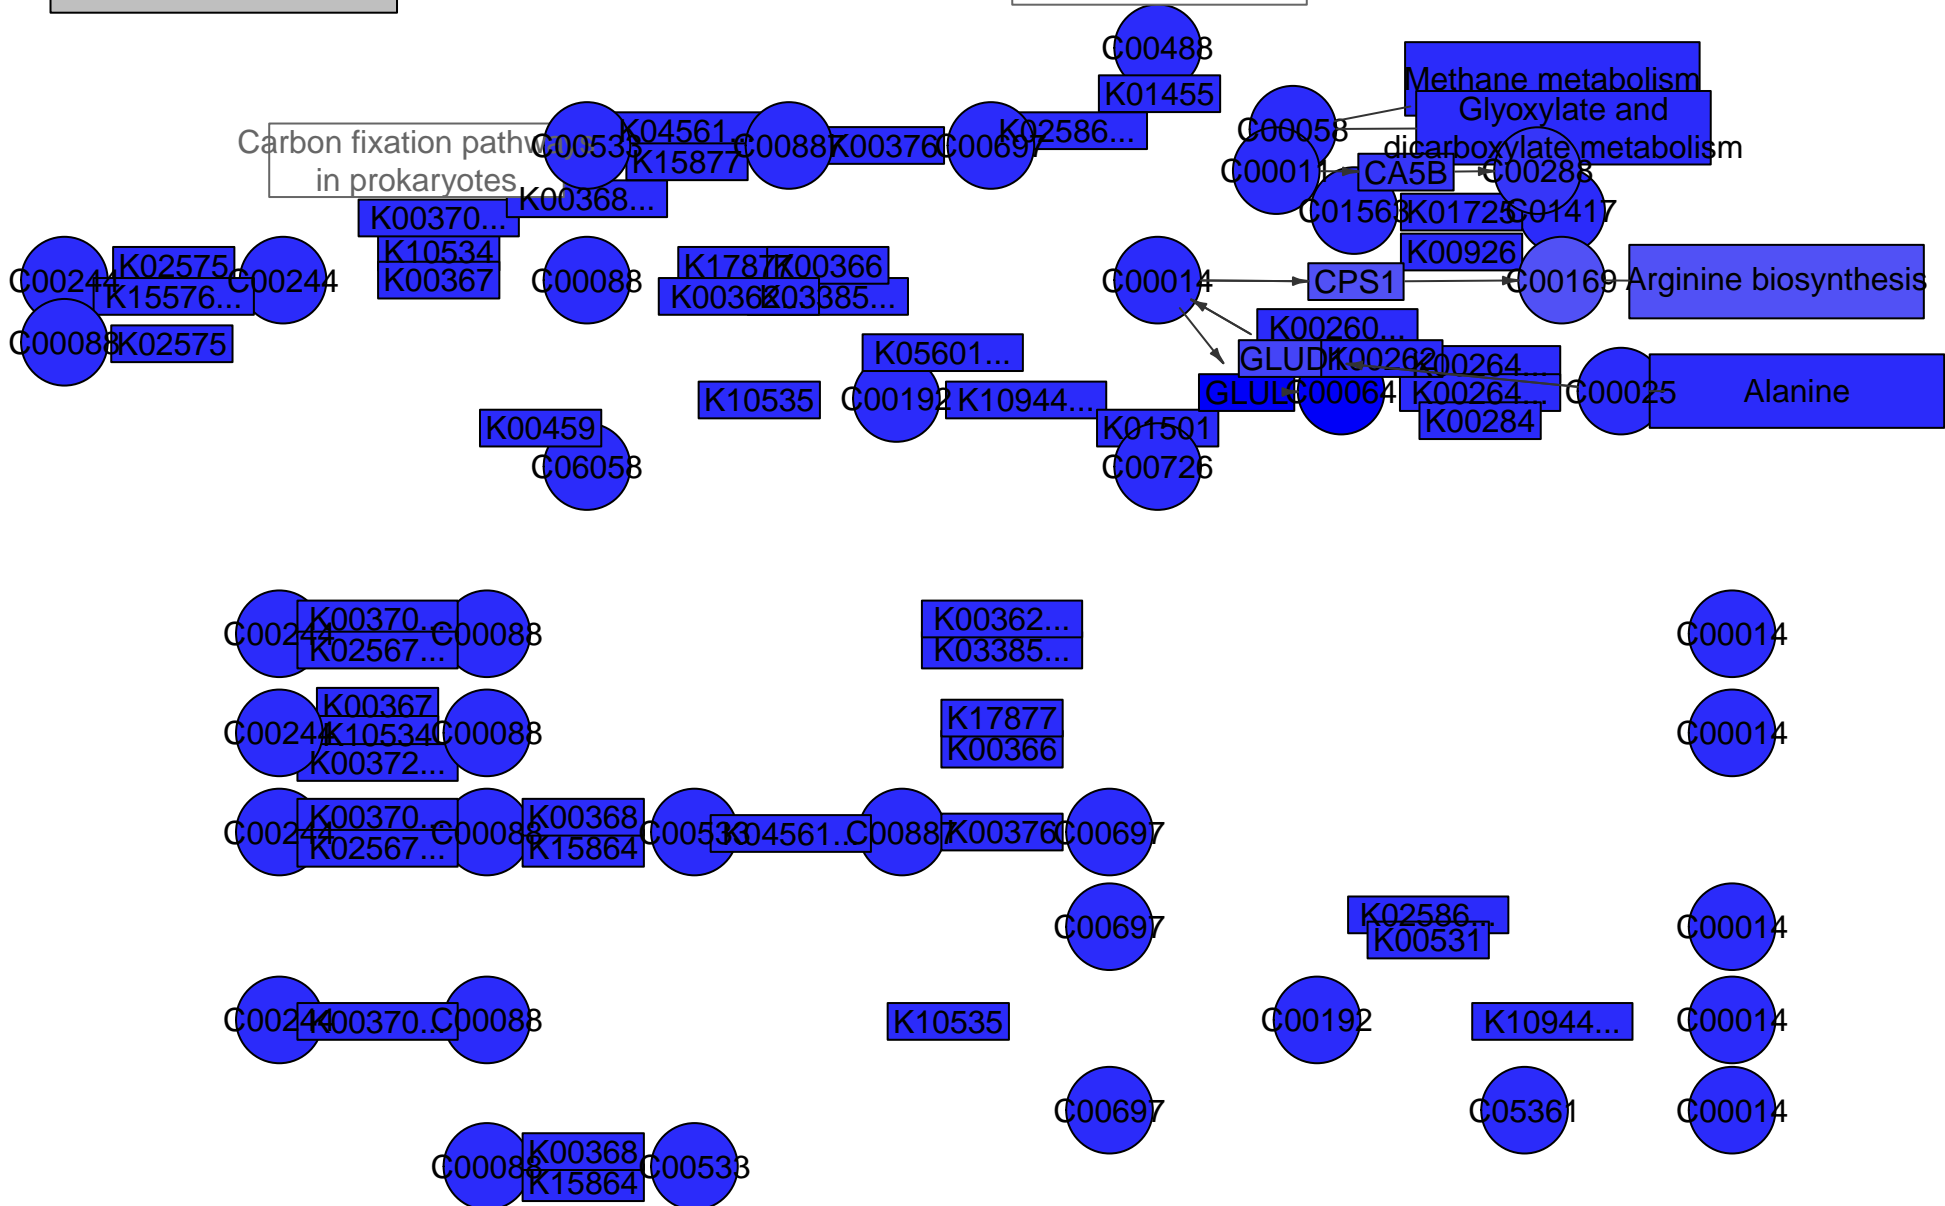 C00488
K01455
Methane metabolism
Glyoxylate and
dicarboxylate metabolism
C00058
Carbon fixation pathways
in prokaryotes
C00533
K04561...
K15877
C00887
K00376
C00697
K02586...
C00011
CA5B
C00288
K00368...
K00370...
C01563
K01725
C01417
K10534
K00367
K00926
C00244
K02575
K15576...
C00244
C00088
K17877
K00366
K00362...
K03385...
C00014
CPS1
C00169
Arginine biosynthesis
C00088
K02575
K05601...
K00260...
GLUD1
K00262
K00264...
K10535
C00192
K10944...
GLUL
C00064
K00264...
K00284
C00025
Alanine
K00459
C06058
K01501
C00726
C00244
K00370...
K02567...
C00088
K00362...
K03385...
C00014
C00244
K00367
K10534
K00372...
C00088
K17877
K00366
C00014
C00244
K00370...
K02567...
C00088
K00368
K15864
C00533
K04561...
C00887
K00376
C00697
C00697
K02586...
K00531
C00014
C00244
K00370...
C00088
K10535
C00192
K10944...
C00014
C00697
C05361
C00014
C00088
K00368
K15864
C00533